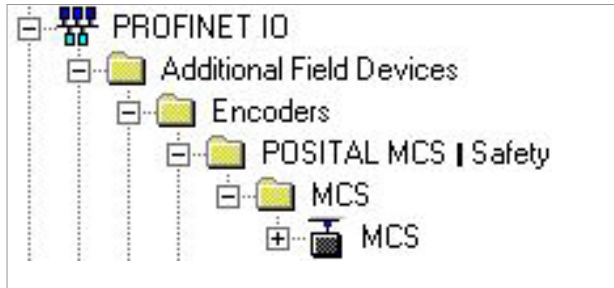 PROFINET IO
Additional Field Devices
Encoders
POSITAL MCS | Safety
MCS
MCS